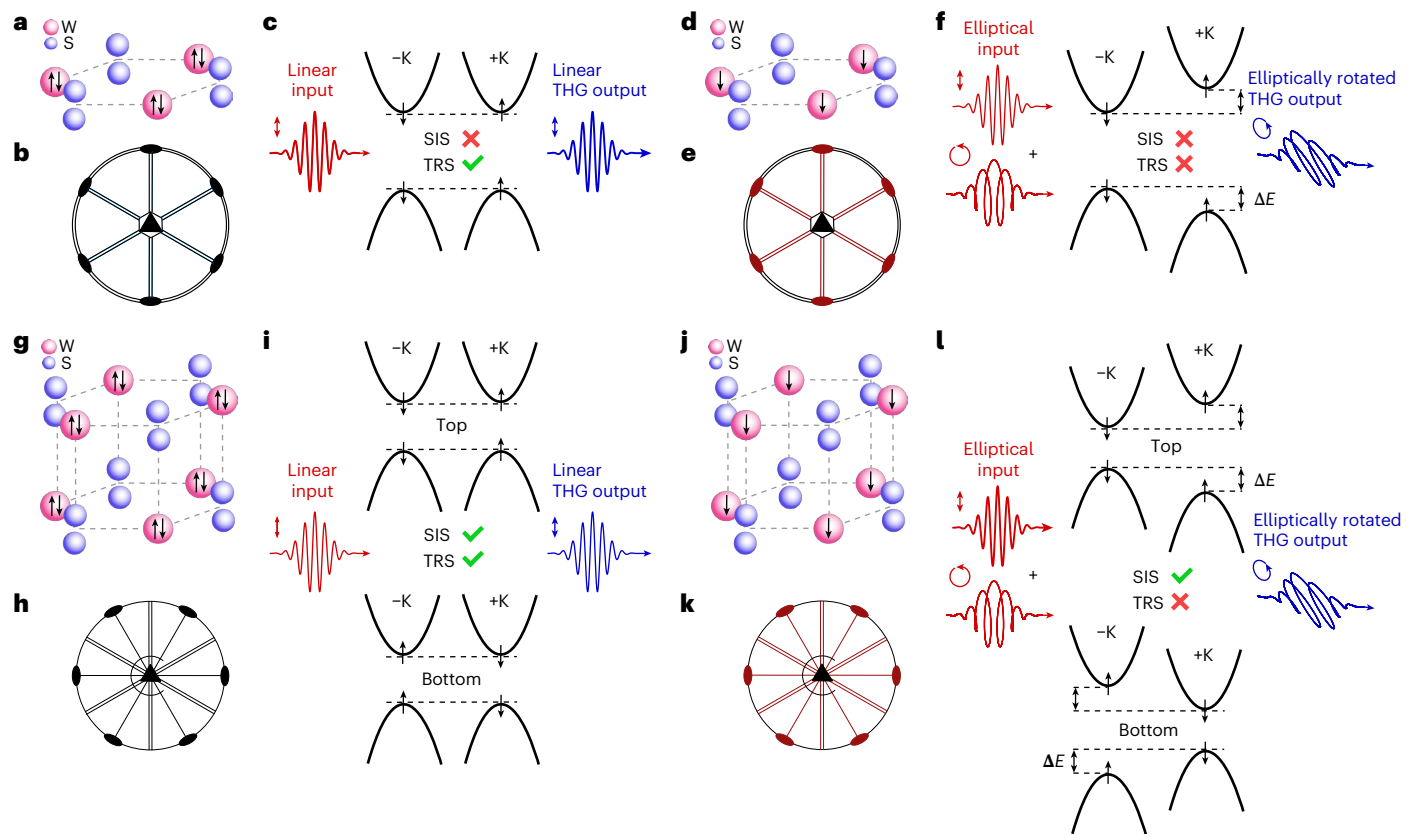 a
W
S
b
c
Linear
input
−K
+K
SIS
TRS
Linear
THG output
d
W
S
e
f
Elliptical
input
+
−K
+K
SIS
TRS
ΔE
Elliptically rotated
THG output
g
W
S
h
i
Linear
input
−K
+K
Top
SIS
TRS
−K
+K
Bottom
Linear
THG output
j
W
S
k
l
Elliptical
input
+
−K
+K
Top
ΔE
SIS
TRS
−K
+K
Bottom
ΔE
Elliptically rotated
THG output